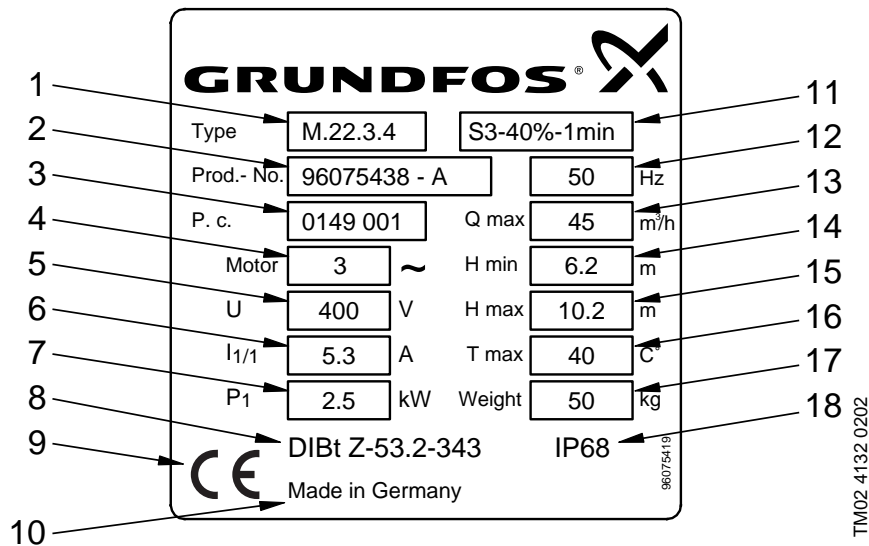 GRUNDFOS®
1 Type M.22.3.4 S3-40%-1min 11
2 Prod.- No. 96075438 - A 50 Hz 12
3 P. c. 0149 001 Q max 45 m³/h 13
4 Motor 3 ~ H min 6.2 m 14
5 U 400 V H max 10.2 m 15
6 I1/1 5.3 A T max 40 C° 16
7 P1 2.5 kW Weight 50 kg 17
8 DIBt Z-53.2-343 IP68 18
9 CE
10 Made in Germany
96075419
TM02 4132 0202